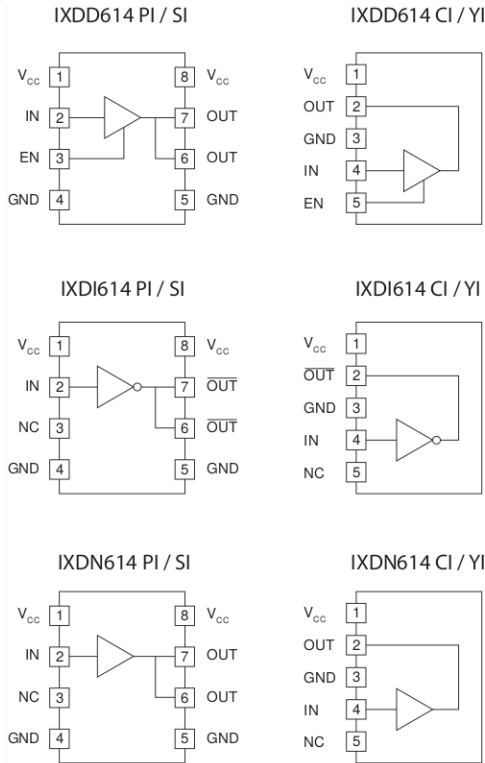 IXDD614 PI / SI
VCC 1 8 VCC
IN 2 7 OUT
EN 3 6 OUT
GND 4 5 GND
IXDD614 CI / YI
VCC 1
OUT 2
GND 3
IN 4
EN 5
IXDI614 PI / SI
VCC 1 8 VCC
IN 2 7 O̅U̅T̅
NC 3 6 O̅U̅T̅
GND 4 5 GND
IXDI614 CI / YI
VCC 1
O̅U̅T̅ 2
GND 3
IN 4
NC 5
IXDN614 PI / SI
VCC 1 8 VCC
IN 2 7 OUT
NC 3 6 OUT
GND 4 5 GND
IXDN614 CI / YI
VCC 1
OUT 2
GND 3
IN 4
NC 5